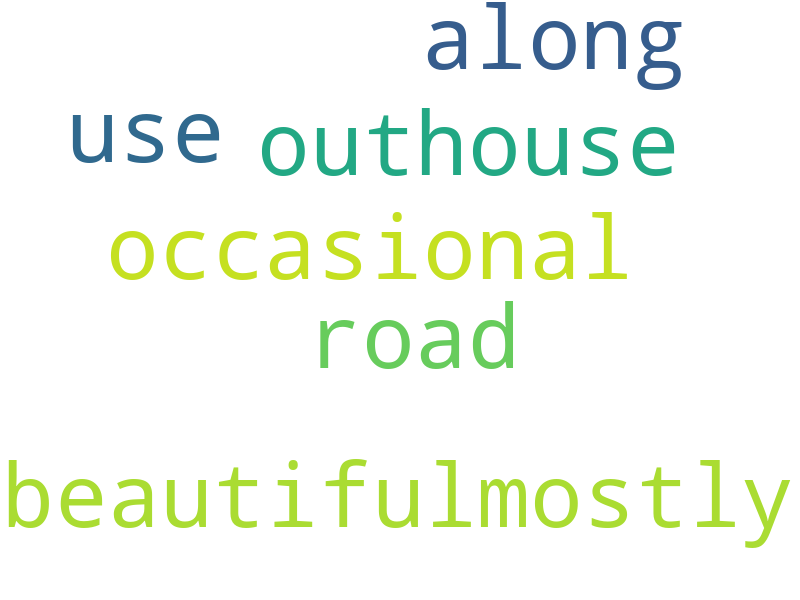 along
use outhouse
occasional
road
beautifulmostly